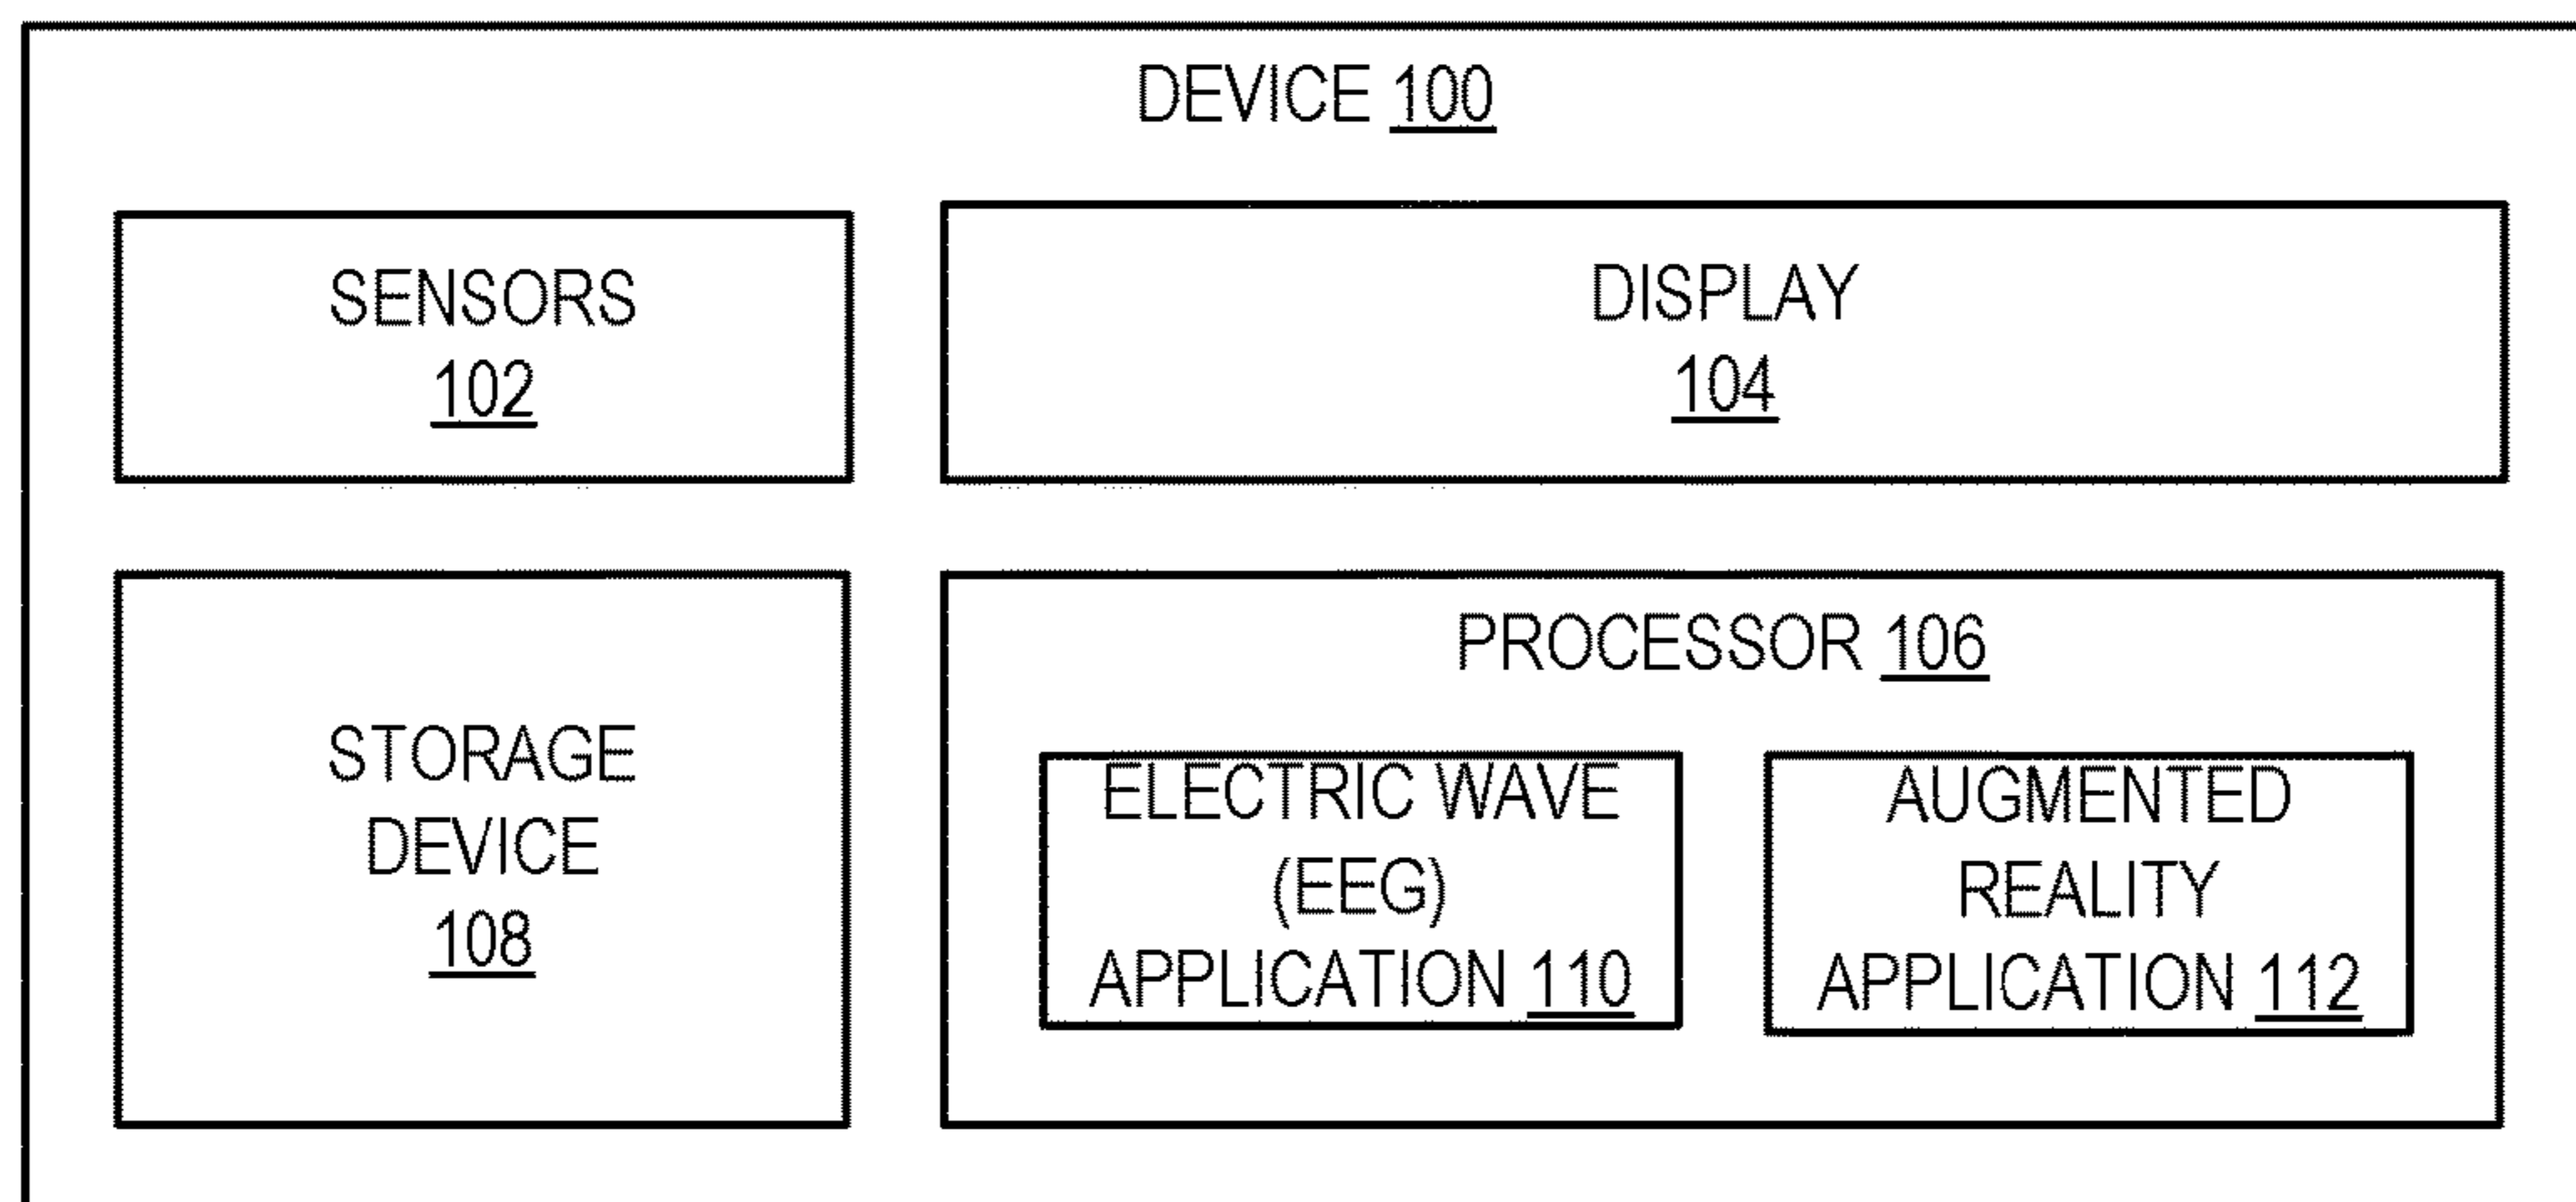 DEVICE 100
SENSORS
102
DISPLAY
104
STORAGE
DEVICE
108
PROCESSOR 106
ELECTRIC WAVE
(EEG)
APPLICATION 110
AUGMENTED
REALITY
APPLICATION 112